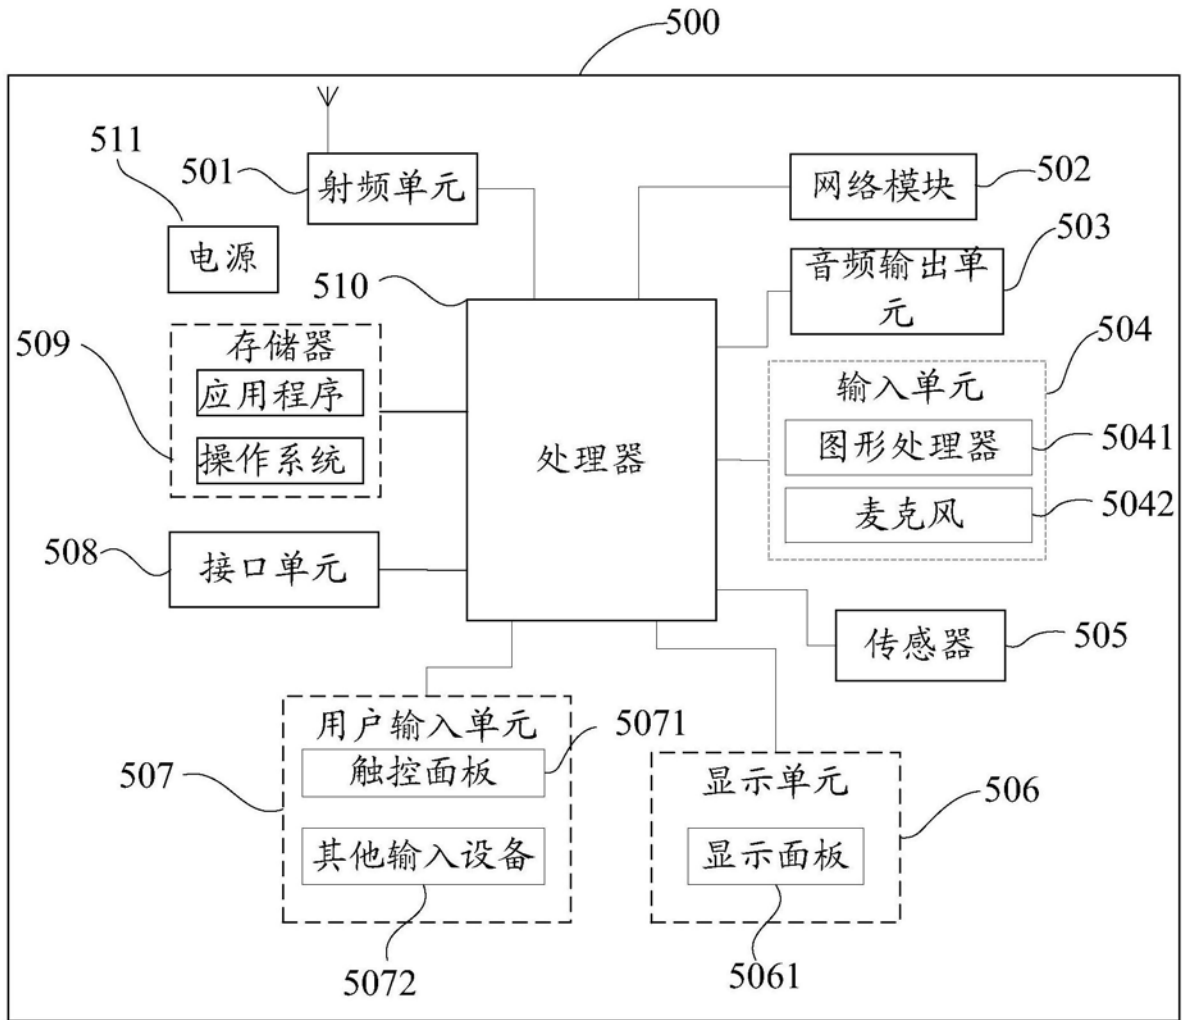 500
511
501
射频单元
网络模块
502
电源
音频输出单
元
503
510
509
存储器
应用程序
操作系统
处理器
504
输入单元
图形处理器
5041
麦克风
5042
508
接口单元
传感器
505
507
用户输入单元
5071
触控面板
其他输入设备
5072
显示单元
506
显示面板
5061